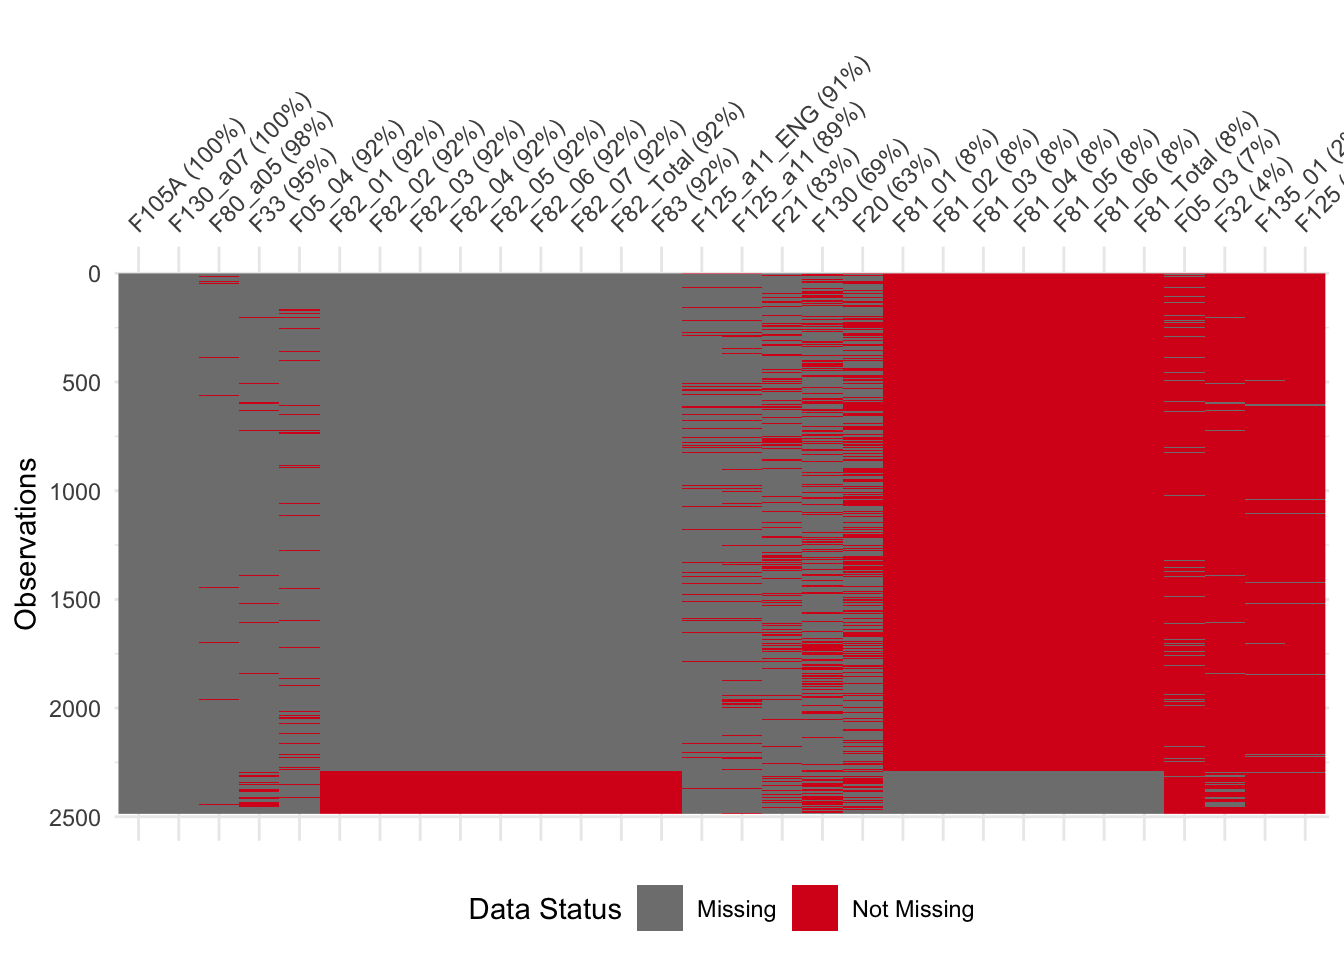 F105A (100%)
F130_a07 (100%)
F80_a05 (98%)
F33 (95%)
F05_04 (92%)
F82_01 (92%)
F82_02 (92%)
F82_03 (92%)
F82_04 (92%)
F82_05 (92%)
F82_06 (92%)
F82_07 (92%)
F82_Total (92%)
F83 (92%)
F125_a11_ENG (91%)
F125_a11 (89%)
F21 (83%)
F130 (69%)
F20 (63%)
F81_01 (8%)
F81_02 (8%)
F81_03 (8%)
F81_04 (8%)
F81_05 (8%)
F81_06 (8%)
F81_Total (8%)
F05_03 (7%)
F32 (4%)
F135_01 (2
F125 (
Observations
0
500
1000
1500
2000
2500
Data Status
Missing
Not Missing